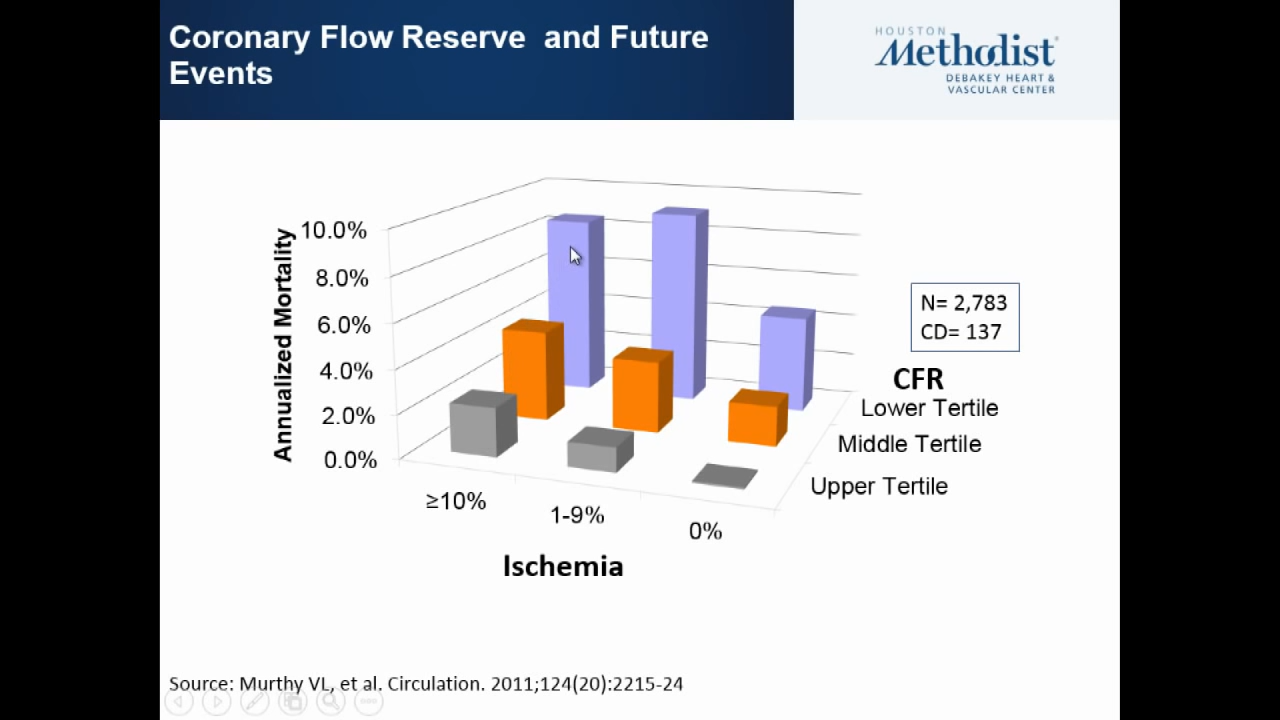 Coronary Flow Reserve and Future
Events
HOUSTON
Methodist
DEBAKEY HEART &
VASCULAR CENTER
Annualized Mortality
10.0%
8.0%
6.0%
4.0%
2.0%
0.0%
≥10%
1-9%
0%
Ischemia
N= 2,783
CD= 137
CFR
Lower Tertile
Middle Tertile
Upper Tertile
Source: Murthy VL, et al. Circulation. 2011;124(20):2215-24